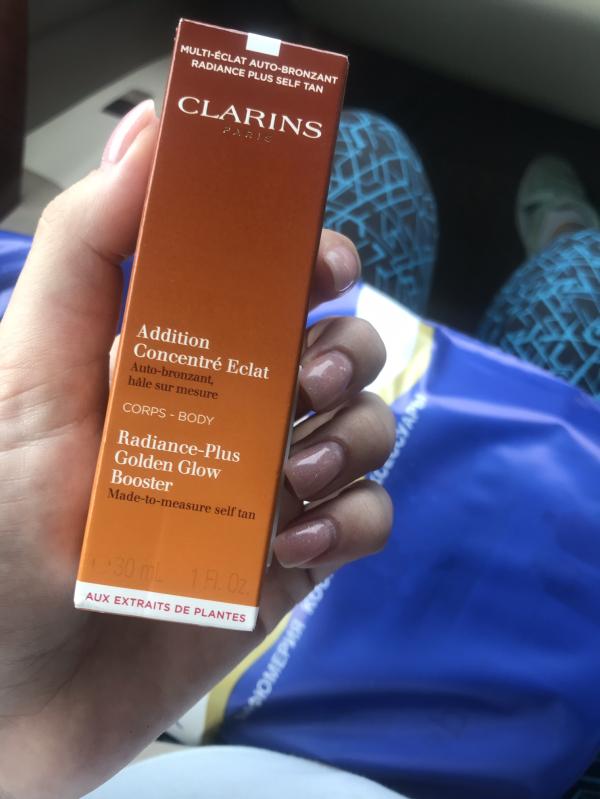 MULTI-ÉCLAT AUTO-BRONZANT
RADIANCE PLUS SELF TAN
CLARINS
PARIS
Addition
Concentré Eclat
Auto-bronzant,
hâle sur mesure
CORPS - BODY
Radiance-Plus
Golden Glow
Booster
Made-to-measure self tan
30 mL 1 Fl. Oz.
AUX EXTRAITS DE PLANTES